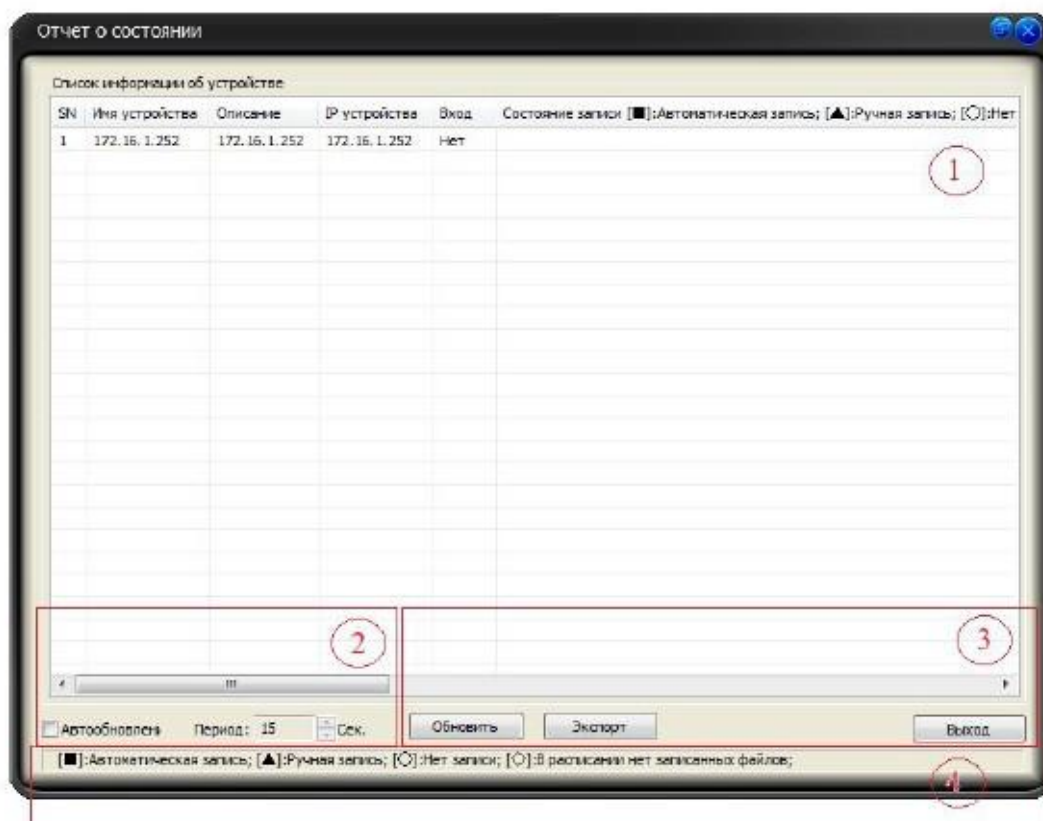 Отчет о состоянии
Список информации об устройстве
SN Имя устройства Описание IP устройства Вход Состояние записи [■]:Автоматическая запись; [▲]:Ручная запись; [○]:Нет
1 172.16.1.252 172.16.1.252 172.16.1.252 Нет
1
2
3
Автообновлени Период: 15 Сек. Обновить Экспорт Выход
[■]:Автоматическая запись; [▲]:Ручная запись; [○]:Нет записи; [○]:В расписании нет записанных файлов;
4